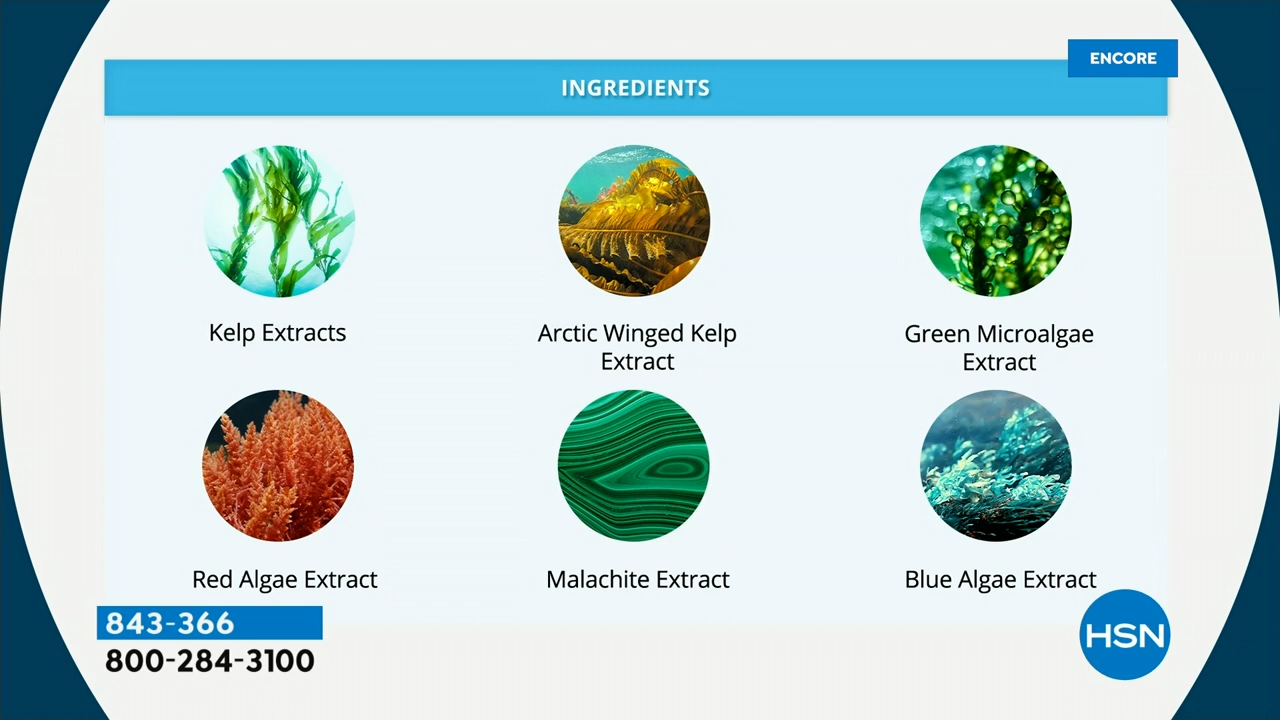 ENCORE
INGREDIENTS
Kelp Extracts
Arctic Winged Kelp
Extract
Green Microalgae
Extract
Red Algae Extract
Malachite Extract
Blue Algae Extract
843-366
800-284-3100
HSN